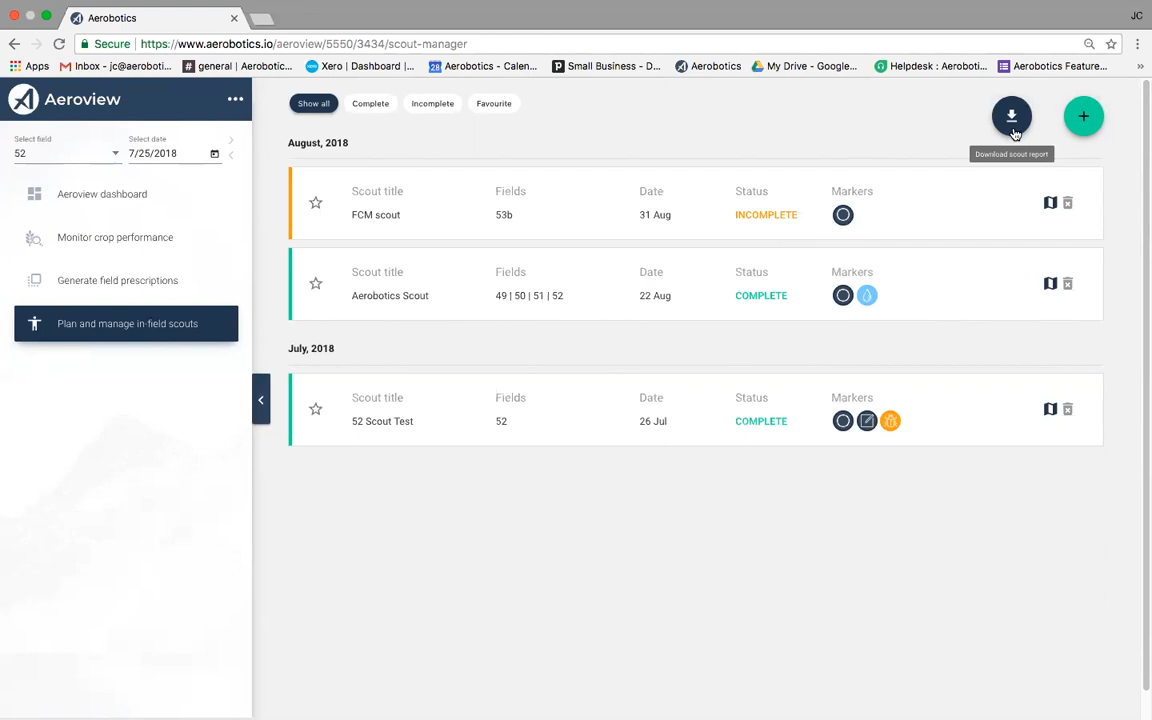 Aerobotics
JC
Secure https://www.aerobotics.io/aeroview/5550/3434/scout-manager
Apps Inbox - jc@aeroboti... general | Aerobotic... Xero | Dashboard |... Aerobotics - Calen... Small Business - D... Aerobotics My Drive - Google... Helpdesk : Aeroboti... Aerobotics Feature... »
Aeroview
Select field Select date
52 7/25/2018
Aeroview dashboard
Monitor crop performance
Generate field prescriptions
Plan and manage in-field scouts
Show all Complete Incomplete Favourite
Download scout report
August, 2018
Scout title Fields Date Status Markers
FCM scout 53b 31 Aug INCOMPLETE
Scout title Fields Date Status Markers
Aerobotics Scout 49 | 50 | 51 | 52 22 Aug COMPLETE
July, 2018
Scout title Fields Date Status Markers
52 Scout Test 52 26 Jul COMPLETE